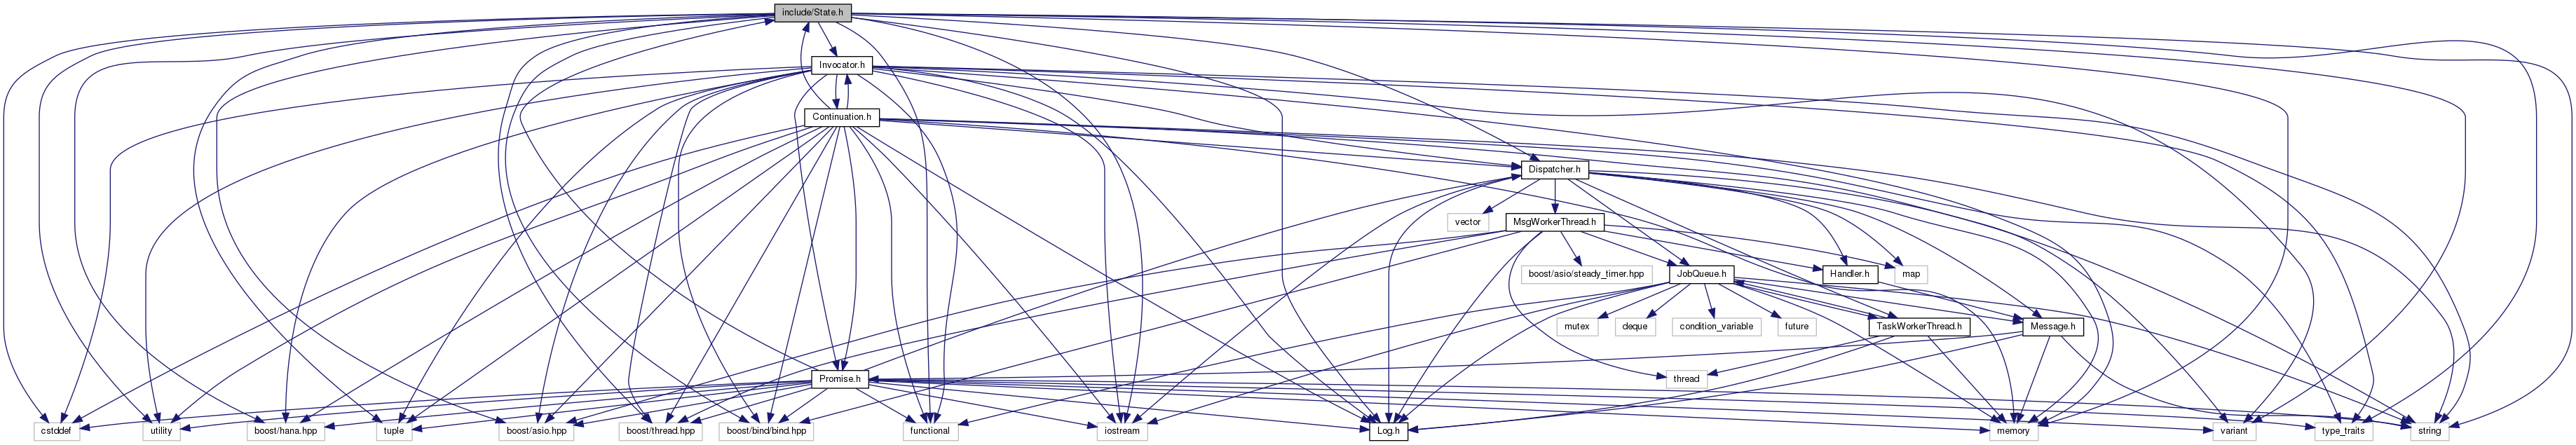 include/State.h
Invocator.h
Continuation.h
Dispatcher.h
vector
MsgWorkerThread.h
boost/asio/steady_timer.hpp
JobQueue.h
Handler.h
map
mutex
deque
condition_variable
future
TaskWorkerThread.h
Message.h
Promise.h
thread
cstddef
utility
boost/hana.hpp
tuple
boost/asio.hpp
boost/thread.hpp
boost/bind/bind.hpp
functional
iostream
Log.h
memory
variant
type_traits
string